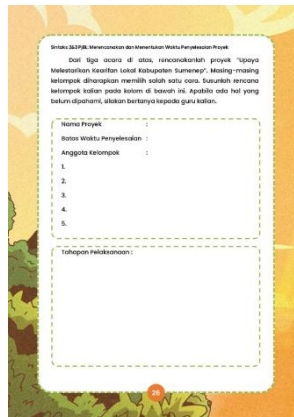 Sintaks 2&3 PjBL: Merencanakan dan Menentukan Waktu Penyelesaian Proyek
Dari tiga acara di atas, rencanakanlah proyek "Upaya
Melestarikan Kearifan Lokal Kabupaten Sumenep". Masing-masing
kelompok diharapkan memilih salah satu cara. Susunlah rencana
kelompok kalian pada kolom di bawah ini. Apabila ada hal yang
belum dipahami, silakan bertanya kepada guru kalian.
Nama Proyek :
Batas Waktu Penyelesaian :
Anggota Kelompok :
1.
2.
3.
4.
5.
Tahapan Pelaksanaan :
26